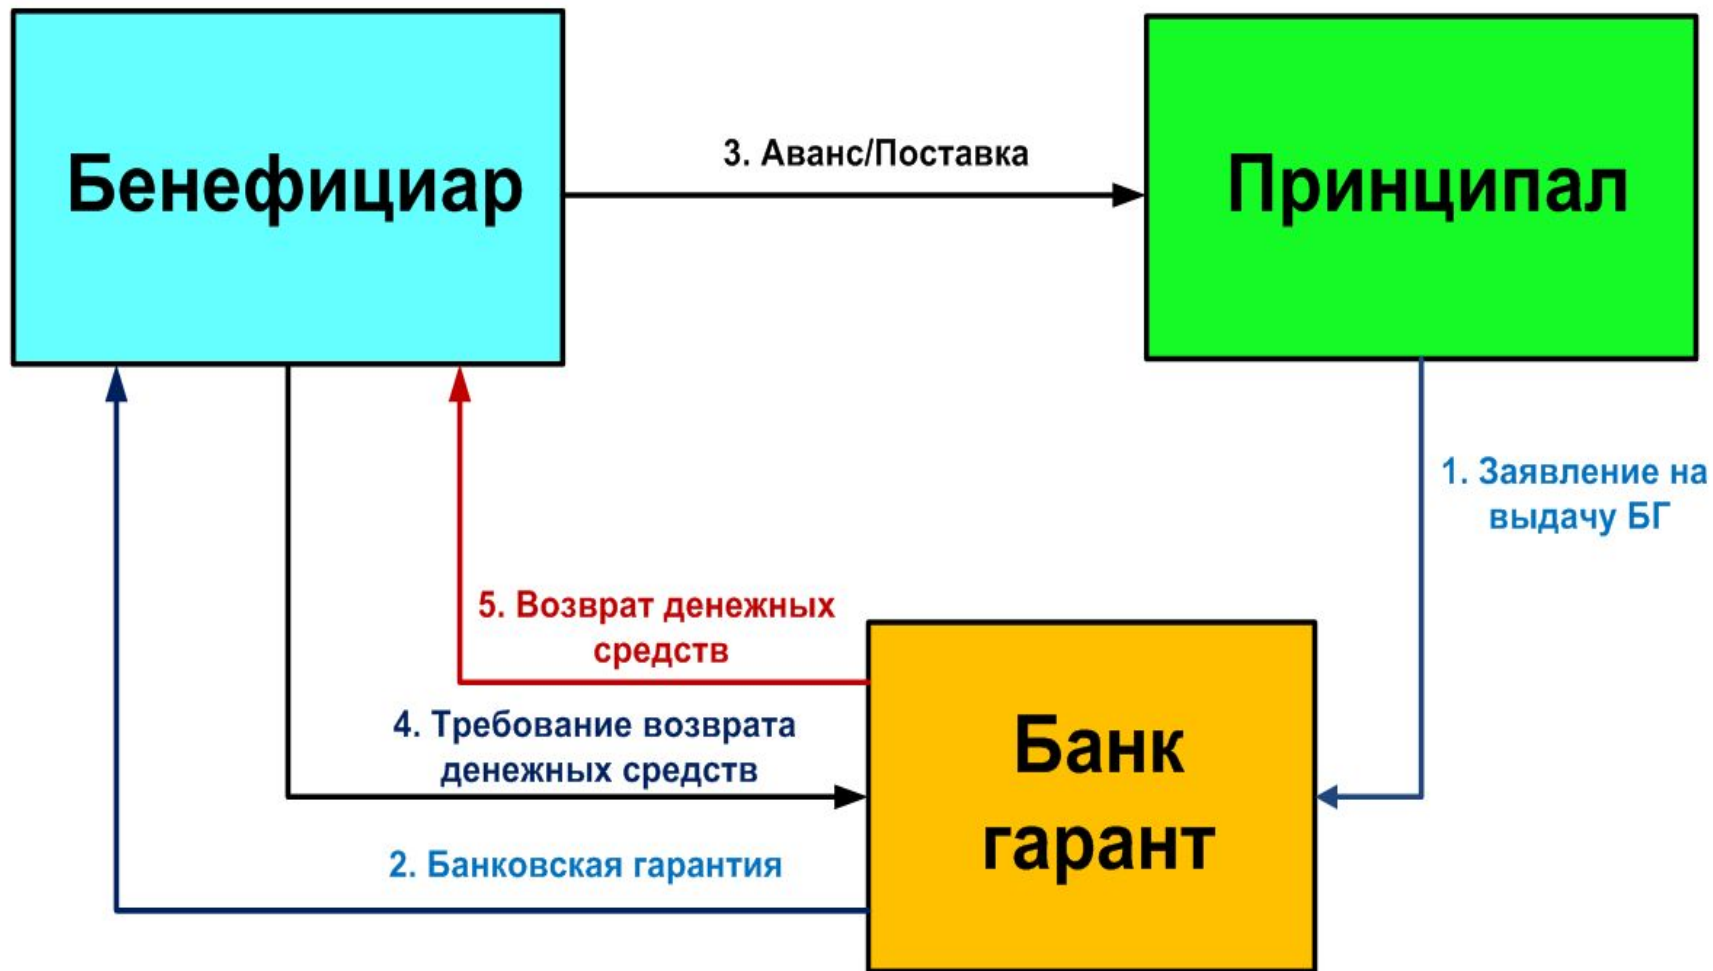 Бенефициар
3. Аванс/Поставка
Принципал
1. Заявление на
выдачу БГ
5. Возврат денежных
средств
4. Требование возврата
денежных средств
2. Банковская гарантия
Банк
гарант